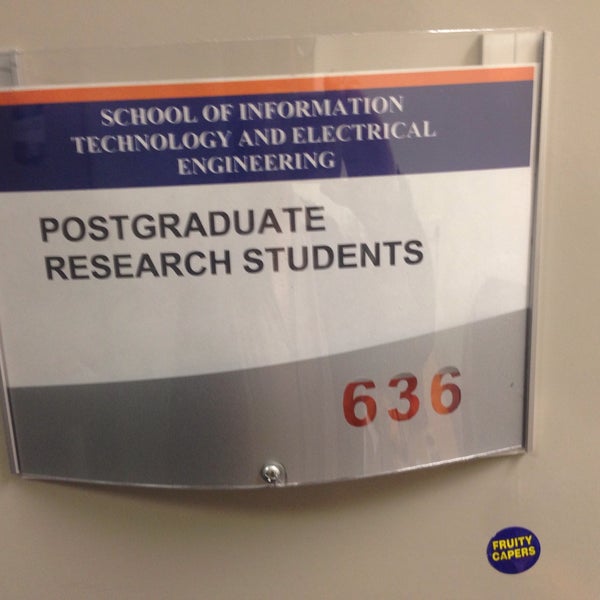 SCHOOL OF INFORMATION
TECHNOLOGY AND ELECTRICAL
ENGINEERING
POSTGRADUATE
RESEARCH STUDENTS
636
FRUITY
CAPERS